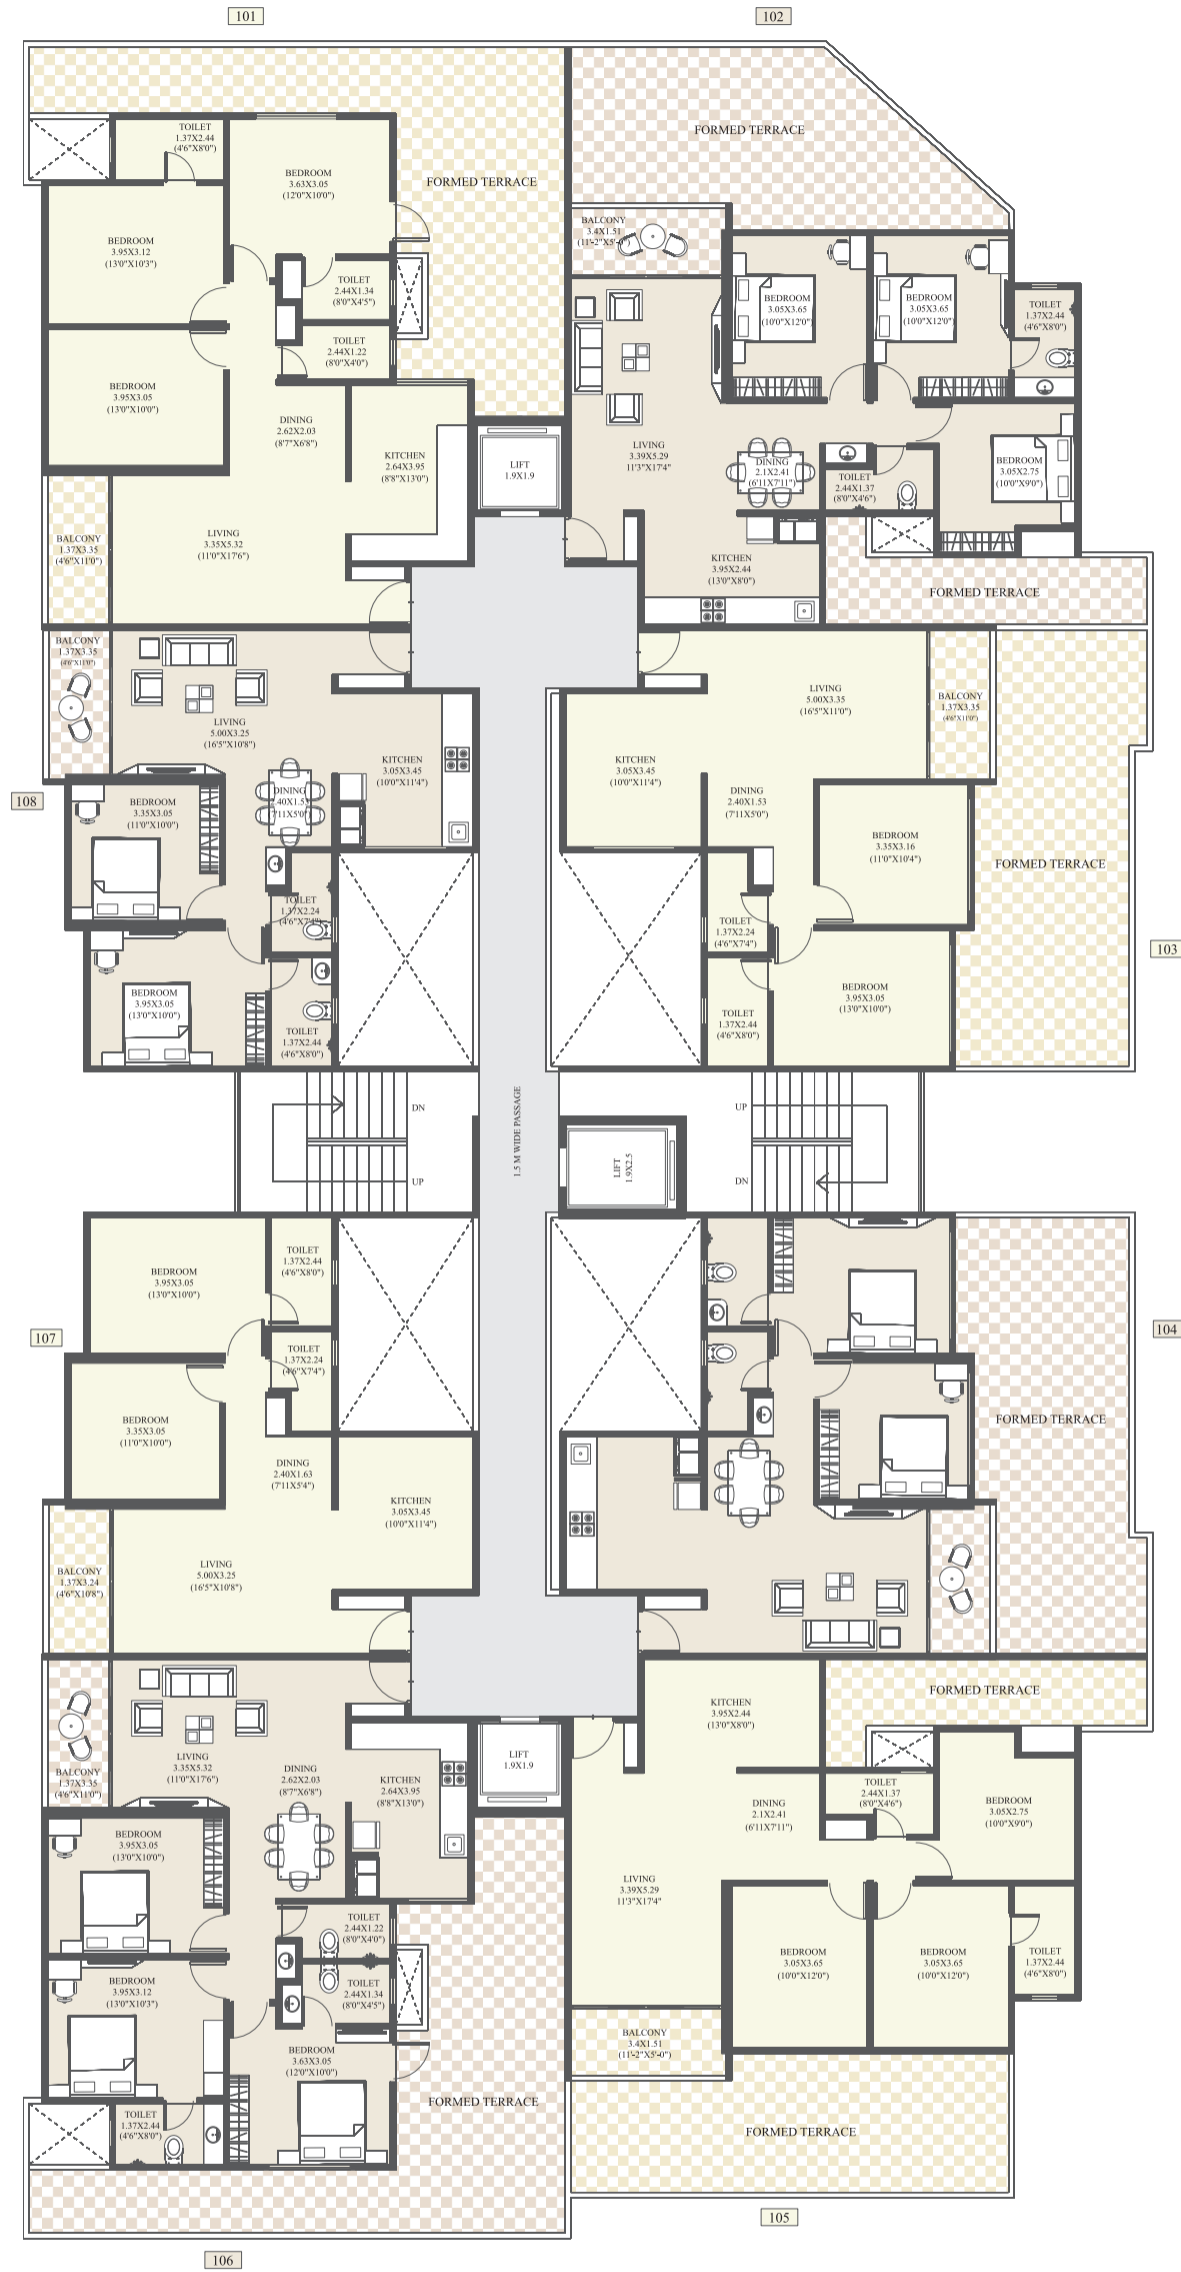 101
102
TOILET
1.37X2.44
(4'6"X8'0")
BEDROOM
3.63X3.05
(12'0"X10'0")
FORMED TERRACE
BEDROOM
3.95X3.12
(13'0"X10'3")
TOILET
2.44X1.34
(8'0"X4'5")
TOILET
2.44X1.22
(8'0"X4'0")
BEDROOM
3.95X3.05
(13'0"X10'0")
DINING
2.62X2.03
(8'7"X6'8")
KITCHEN
2.64X3.95
(8'8"X13'0")
LIFT
1.9X1.9
LIVING
3.35X5.32
(11'0"X17'6")
BALCONY
1.37X3.35
(4'6"X11'0")
FORMED TERRACE
BALCONY
3.4X1.51
(11'-2"X5'-0")
BEDROOM
3.05X3.65
(10'0"X12'0")
BEDROOM
3.05X3.65
(10'0"X12'0")
TOILET
1.37X2.44
(4'6"X8'0")
LIVING
3.39X5.29
11'3"X17'4"
DINING
2.1X2.41
(6'11X7'11")
BEDROOM
3.05X2.75
(10'0"X9'0")
TOILET
2.44X1.37
(8'0"X4'6")
KITCHEN
3.95X2.44
(13'0"X8'0")
FORMED TERRACE
BALCONY
1.37X3.35
(4'6"X11'0")
LIVING
5.00X3.25
(16'5"X10'8")
KITCHEN
3.05X3.45
(10'0"X11'4")
108
BEDROOM
3.35X3.05
(11'0"X10'0")
DINING
2.40X1.53
(7'11X5'0")
TOILET
1.37X2.24
(4'6"X7'4")
BEDROOM
3.95X3.05
(13'0"X10'0")
TOILET
1.37X2.44
(4'6"X8'0")
LIVING
5.00X3.35
(16'5"X11'0")
BALCONY
1.37X3.35
(4'6"X11'0")
KITCHEN
3.05X3.45
(10'0"X11'4")
DINING
2.40X1.53
(7'11X5'0")
BEDROOM
3.35X3.16
(11'0"X10'4")
FORMED TERRACE
TOILET
1.37X2.24
(4'6"X7'4")
103
BEDROOM
3.95X3.05
(13'0"X10'0")
TOILET
1.37X2.44
(4'6"X8'0")
DN
UP
1.5 M WIDE PASSAGE
LIFT
1.9X2.5
UP
DN
BEDROOM
3.95X3.05
(13'0"X10'0")
TOILET
1.37X2.44
(4'6"X8'0")
107
TOILET
1.37X2.24
(4'6"X7'4")
BEDROOM
3.35X3.05
(11'0"X10'0")
DINING
2.40X1.63
(7'11X5'4")
KITCHEN
3.05X3.45
(10'0"X11'4")
LIVING
5.00X3.25
(16'5"X10'8")
BALCONY
1.37X3.24
(4'6"X10'8")
104
FORMED TERRACE
LIVING
3.35X5.32
(11'0"X17'6")
BALCONY
1.37X3.35
(4'6"X11'0")
DINING
2.62X2.03
(8'7"X6'8")
KITCHEN
2.64X3.95
(8'8"X13'0")
LIFT
1.9X1.9
BEDROOM
3.95X3.05
(13'0"X10'0")
TOILET
2.44X1.22
(8'0"X4'0")
BEDROOM
3.95X3.12
(13'0"X10'3")
TOILET
2.44X1.34
(8'0"X4'5")
BEDROOM
3.63X3.05
(12'0"X10'0")
FORMED TERRACE
TOILET
1.37X2.44
(4'6"X8'0")
KITCHEN
3.95X2.44
(13'0"X8'0")
FORMED TERRACE
TOILET
2.44X1.37
(8'0"X4'6")
DINING
2.1X2.41
(6'11X7'11")
BEDROOM
3.05X2.75
(10'0"X9'0")
LIVING
3.39X5.29
11'3"X17'4"
BEDROOM
3.05X3.65
(10'0"X12'0")
BEDROOM
3.05X3.65
(10'0"X12'0")
TOILET
1.37X2.44
(4'6"X8'0")
BALCONY
3.4X1.51
(11'-2"X5'-0")
FORMED TERRACE
105
106